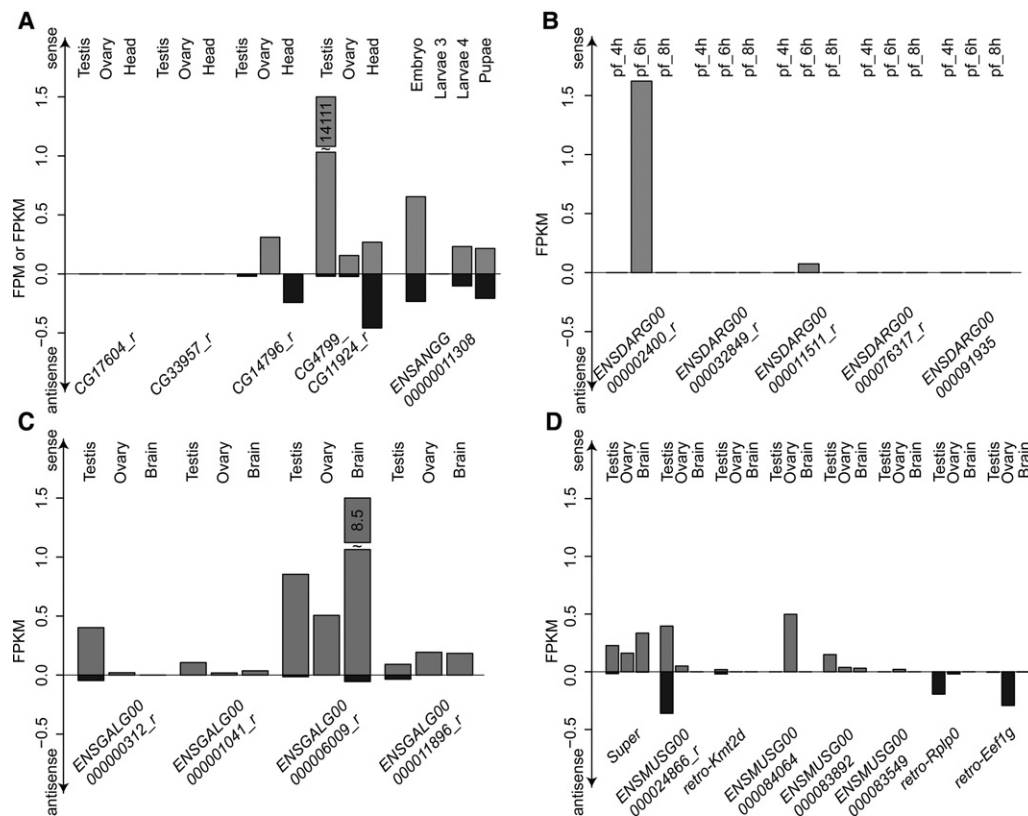 A
sense
Testis
Ovary
Head
Testis
Ovary
Head
Testis
Ovary
Head
Testis
Ovary
Head
Embryo
Larvae 3
Larvae 4
Pupae
FPM or FPKM
1.5
1.0
0.5
0.0
−0.5
~14111
antisense
CG17604_r
CG33957_r
CG14796_r
CG4799_
CG11924_r
ENSANGG
00000011308
B
sense
pf_4h
pf_6h
pf_8h
pf_4h
pf_6h
pf_8h
pf_4h
pf_6h
pf_8h
pf_4h
pf_6h
pf_8h
pf_4h
pf_6h
pf_8h
FPKM
1.5
1.0
0.5
0.0
−0.5
antisense
ENSDARG00
000002400_r
ENSDARG00
000032849_r
ENSDARG00
000011511_r
ENSDARG00
000076317_r
ENSDARG00
000091935
C
sense
Testis
Ovary
Brain
Testis
Ovary
Brain
Testis
Ovary
Brain
Testis
Ovary
Brain
FPKM
1.5
1.0
0.5
0.0
−0.5
~ 8.5
antisense
ENSGALG00
000000312_r
ENSGALG00
000001041_r
ENSGALG00
000006009_r
ENSGALG00
000011896_r
D
sense
Testis
Ovary
Brain
Testis
Ovary
Brain
Testis
Ovary
Brain
Testis
Ovary
Brain
Testis
Ovary
Brain
Testis
Ovary
Brain
Testis
Ovary
Brain
Testis
Ovary
Brain
FPKM
1.5
1.0
0.5
0.0
−0.5
antisense
Super
ENSMUSG00
000024866_r
retro-Kmt2d
ENSMUSG00
000084064
ENSMUSG00
000083892
ENSMUSG00
000083549
retro-Rplp0
retro-Eef1g